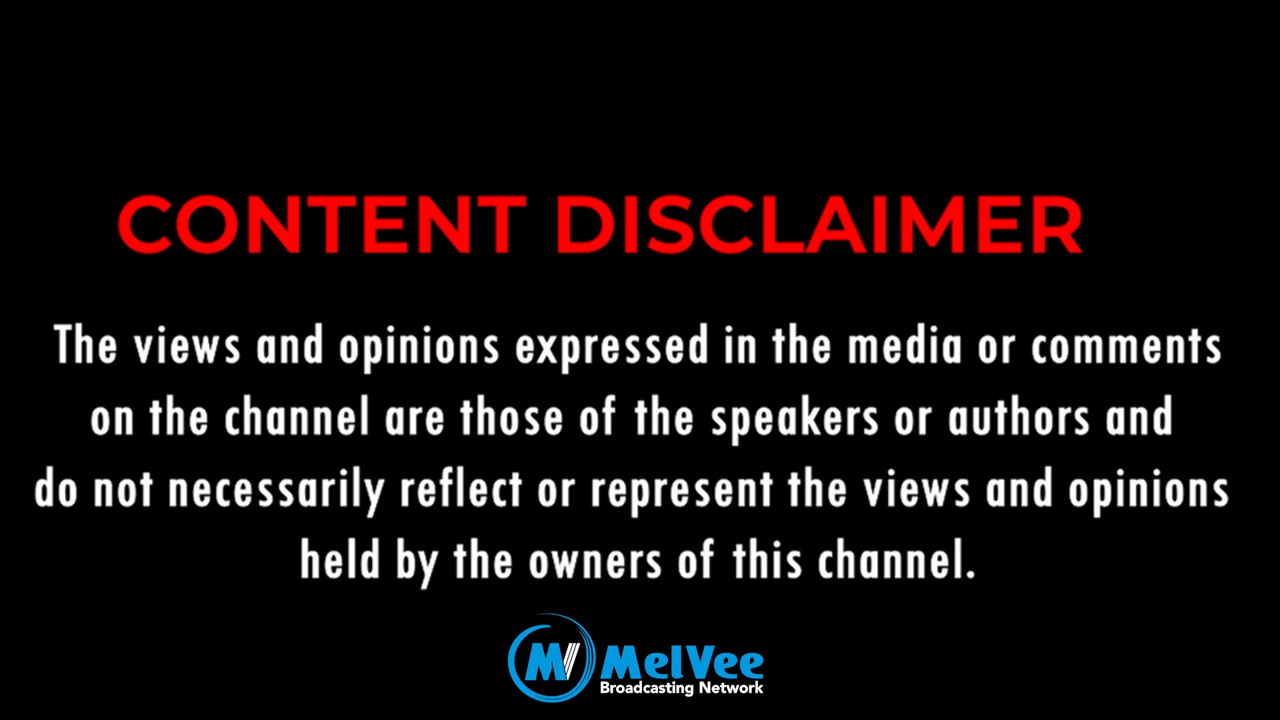 CONTENT DISCLAIMER
The views and opinions expressed in the media or comments
on the channel are those of the speakers or authors and
do not necessarily reflect or represent the views and opinions
held by the owners of this channel.
MV MelVee
Broadcasting Network